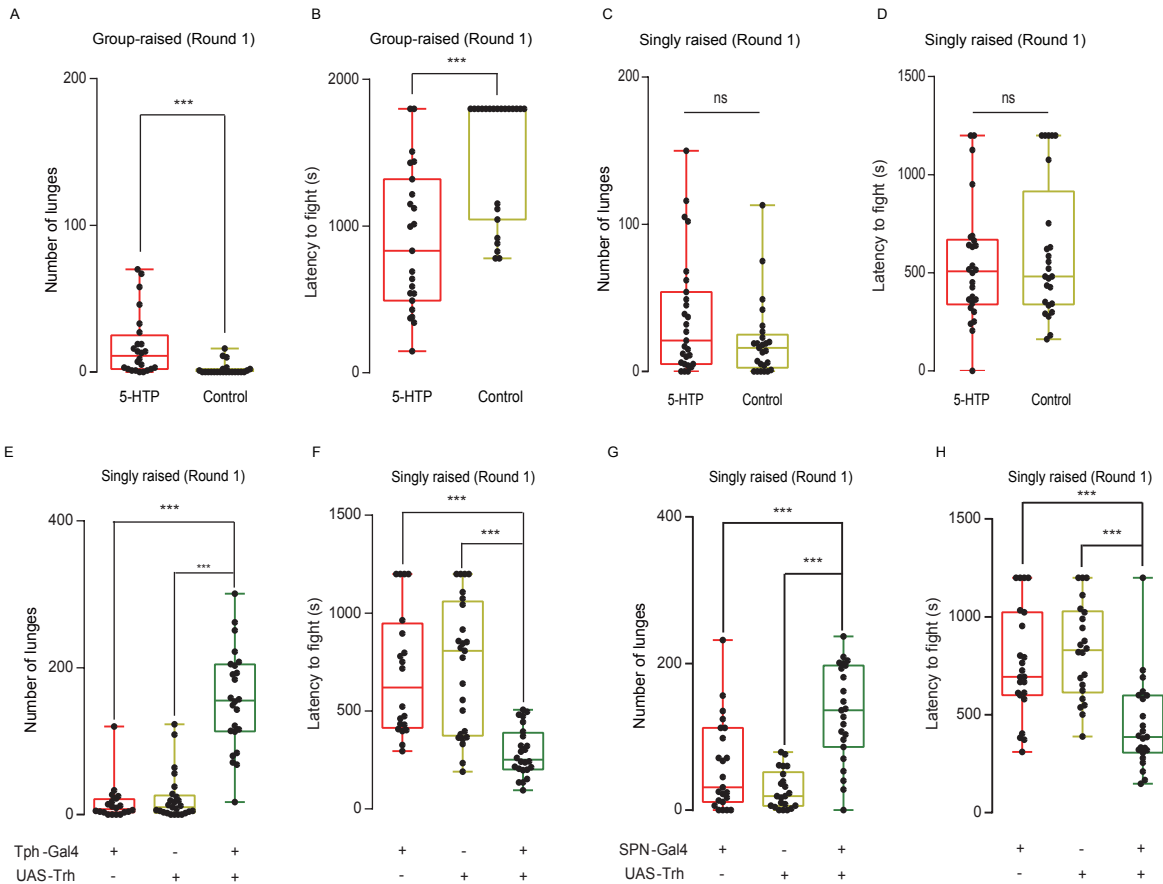 A
Group-raised (Round 1)
Number of lunges
200
100
0
***
5-HTP
Control
B
Group-raised (Round 1)
Latency to fight (s)
2000
1000
0
***
5-HTP
Control
C
Singly raised (Round 1)
Number of lunges
200
100
0
ns
5-HTP
Control
D
Singly raised (Round 1)
Latency to fight (s)
1500
1000
500
0
ns
5-HTP
Control
E
Singly raised (Round 1)
Number of lunges
400
200
0
***
***
Tph-Gal4 + - +
UAS-Trh - + +
F
Singly raised (Round 1)
Latency to fight (s)
1500
1000
500
0
***
***
+ - +
- + +
G
Singly raised (Round 1)
Number of lunges
400
200
0
***
***
SPN-Gal4 + - +
UAS-Trh - + +
H
Singly raised (Round 1)
Latency to fight (s)
1500
1000
500
0
***
***
+ - +
- + +